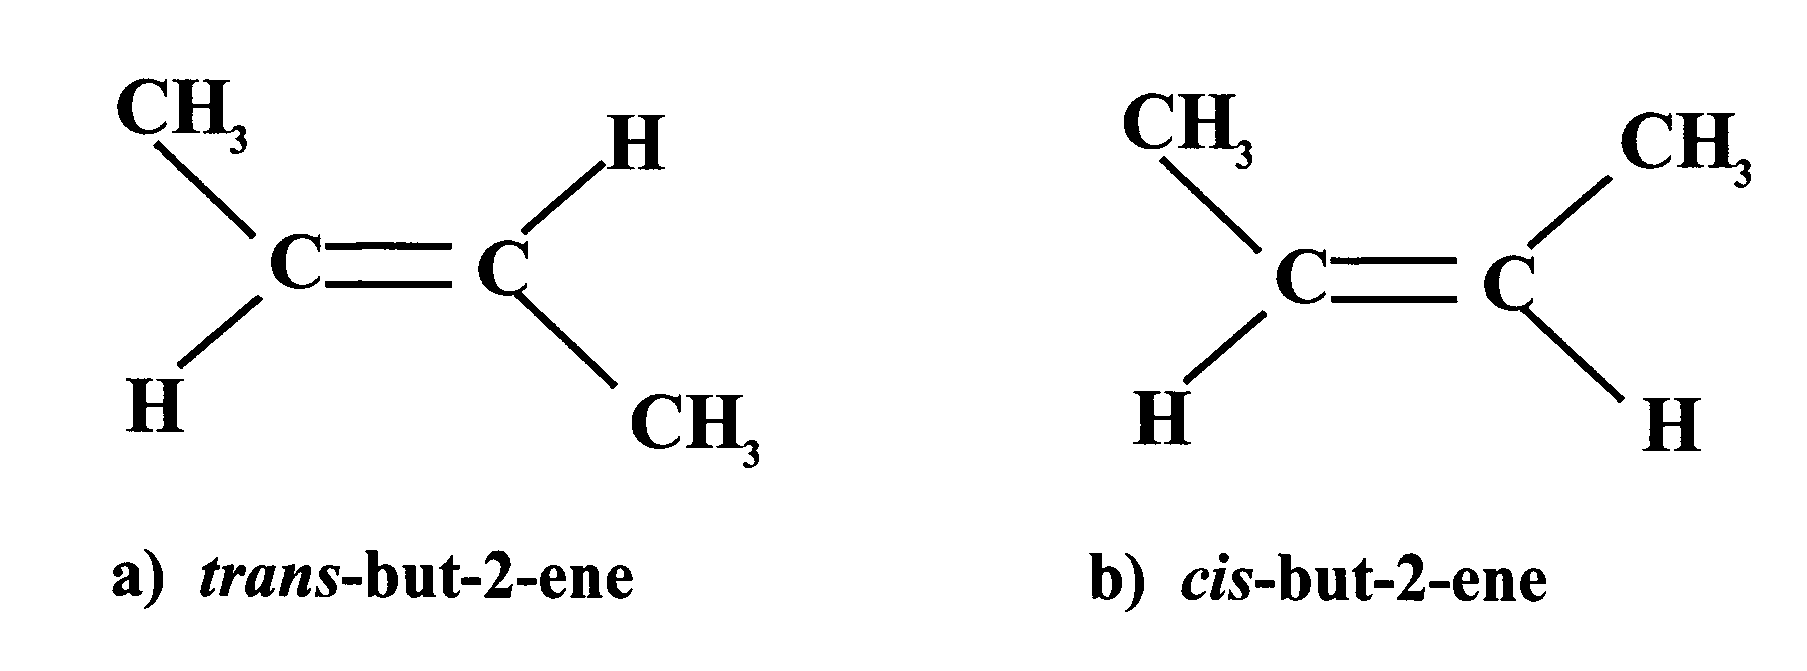 CH₃ H
C C
H CH₃
CH₃ CH₃
C C
H H
a) trans-but-2-ene
b) cis-but-2-ene